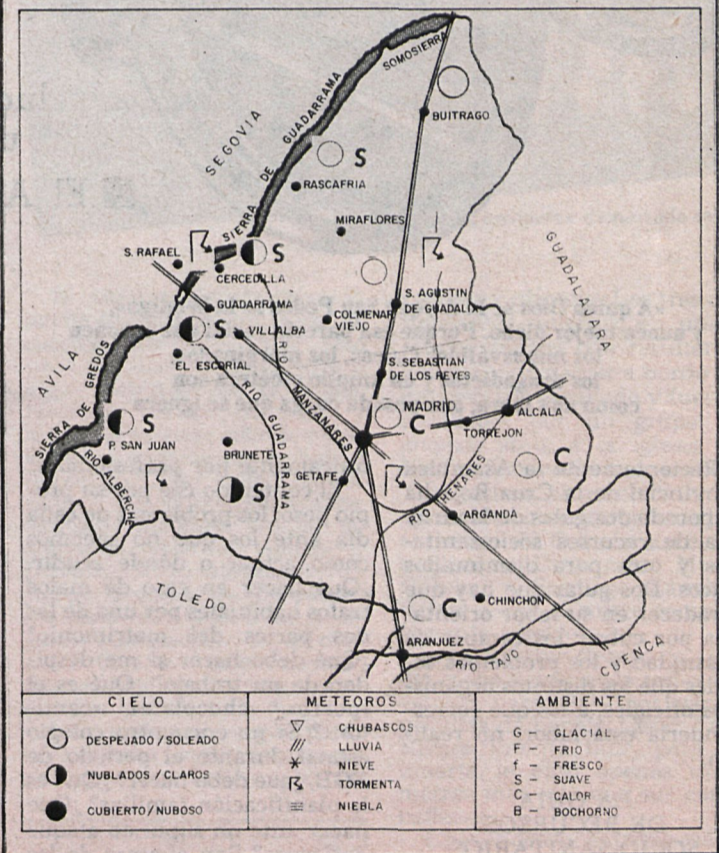 SOMOSIERRA
BUITRAGO
SEGOVIA
SIERRA DE GUADARRAMA
S
RASCAFRIA
MIRAFLORES
GUADALAJARA
S. RAFAEL
SIERRA
S
CERCEDILLA
GUADARRAMA
S. AGUSTIN
DE GUADALIX
COLMENAR
VIEJO
S
VILLALBA
EL ESCORIAL
S. SEBASTIAN
DE LOS REYES
AVILA
SIERRA DE GREDOS
RIO
MANZANARES
RIO GUADARRAMA
MADRID
C
ALCALA
TORREJON
S
P. SAN JUAN
RIO ALBERCHE
BRUNETE
GETAFE
S
RIO HENARES
C
ARGANDA
TOLEDO
CHINCHON
ARANJUEZ
RIO TAJO
CUENCA
CIELO
DESPEJADO/SOLEADO
NUBLADOS/CLAROS
CUBIERTO/NUBOSO
METEOROS
CHUBASCOS
LLUVIA
NIEVE
TORMENTA
NIEBLA
AMBIENTE
G - GLACIAL
F - FRIO
f - FRESCO
S - SUAVE
C - CALOR
B - BOCHORNO